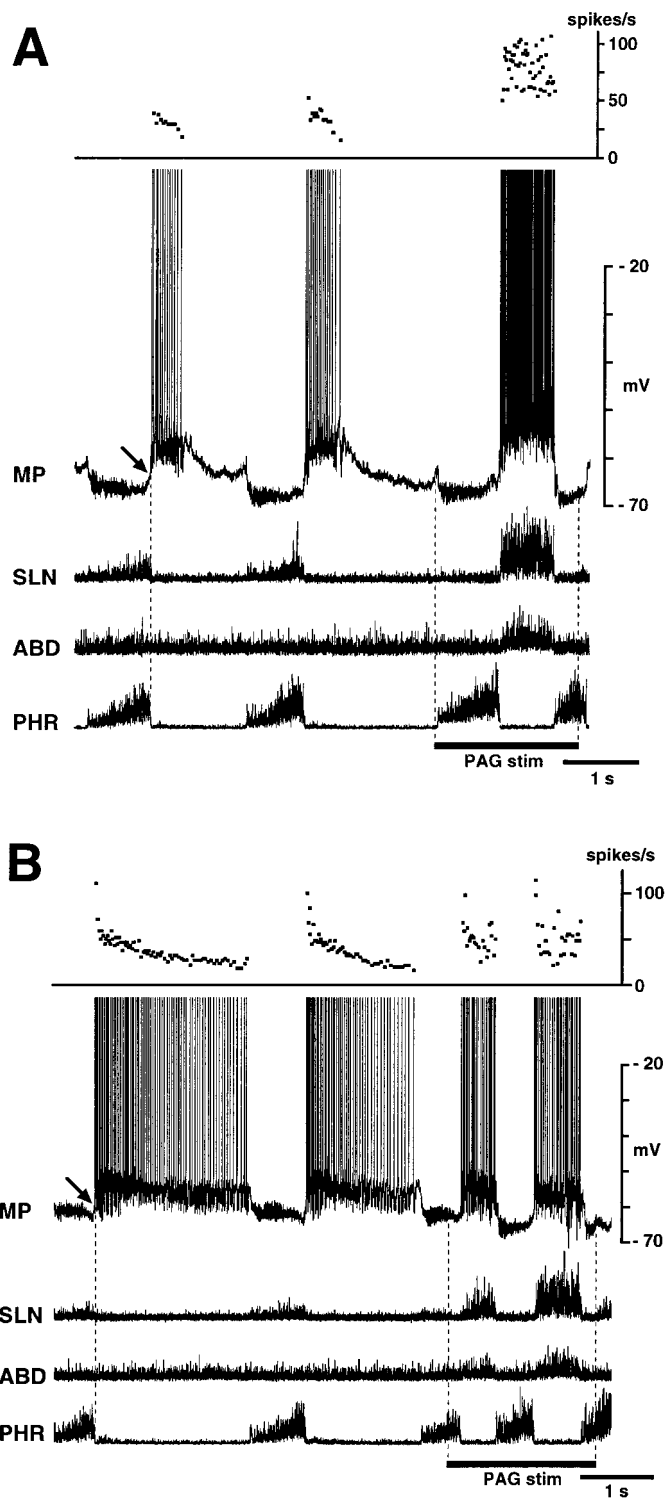 A
spikes/s
100
50
0
- 20
mV
MP
- 70
SLN
ABD
PHR
PAG stim
1 s
B
spikes/s
100
0
- 20
mV
MP
- 70
SLN
ABD
PHR
PAG stim
1 s